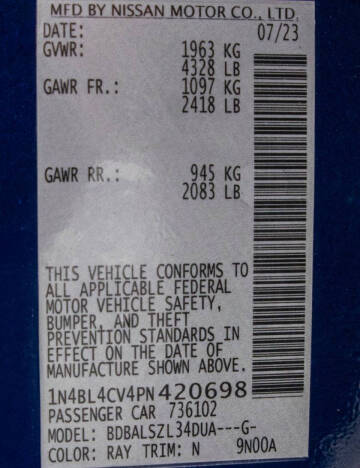 MFD BY NISSAN MOTOR CO., LTD.
DATE: 07/23
GVWR: 1963 KG
4328 LB
GAWR FR.: 1097 KG
2418 LB
GAWR RR.: 945 KG
2083 LB
THIS VEHICLE CONFORMS TO
ALL APPLICABLE FEDERAL
MOTOR VEHICLE SAFETY,
BUMPER, AND THEFT
PREVENTION STANDARDS IN
EFFECT ON THE DATE OF
MANUFACTURE SHOWN ABOVE.
1N4BL4CV4PN420698
PASSENGER CAR 736102
MODEL: BDBALSZL34DUA---G-
COLOR: RAY TRIM: N 9N00A